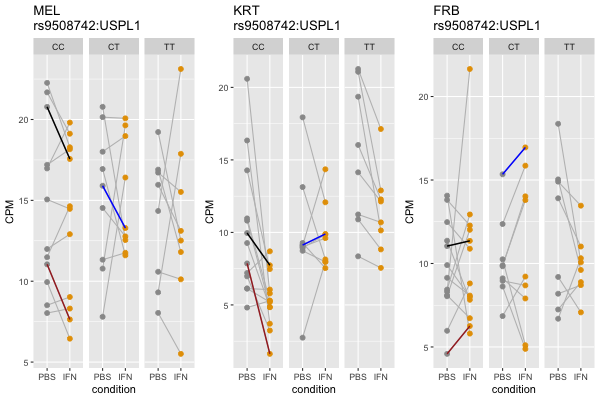 MEL
rs9508742:USPL1
CC CT TT
20
15
10
5
CPM
PBS IFN PBS IFN PBS IFN
condition
KRT
rs9508742:USPL1
CC CT TT
20
15
10
5
CPM
PBS IFN PBS IFN PBS IFN
condition
FRB
rs9508742:USPL1
CC CT TT
20
15
10
5
CPM
PBS IFN PBS IFN PBS IFN
condition